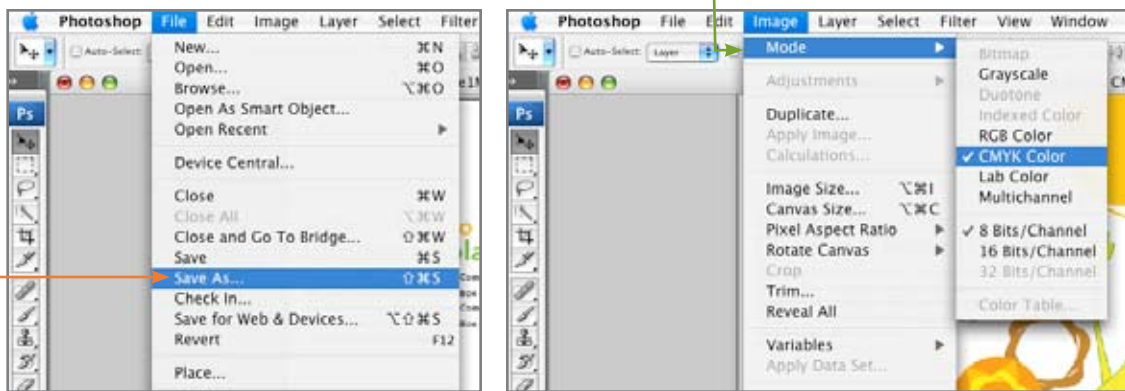 Photoshop File Edit Image Layer Select Filter
Auto-Select:
New... ⌘N
Open... ⌘O
Browse... ⌥⌘O
Open As Smart Object...
Open Recent
Device Central...
Close ⌘W
Close All ⌥⌘W
Close and Go To Bridge... ⇧⌘W
Save ⌘S
Save As... ⇧⌘S
Check In...
Save for Web & Devices... ⌥⇧⌘S
Revert F12
Place...
Ps
Photoshop File Edit Image Layer Select Filter View Window
Auto-Select: Layer
Ps
Mode
Adjustments
Duplicate...
Apply Image...
Calculations...
Image Size... ⌥⌘I
Canvas Size... ⌥⌘C
Pixel Aspect Ratio
Rotate Canvas
Crop
Trim...
Reveal All
Variables
Apply Data Set...
Bitmap
Grayscale
Duotone
Indexed Color
RGB Color
✓ CMYK Color
Lab Color
Multichannel
✓ 8 Bits/Channel
16 Bits/Channel
32 Bits/Channel
Color Table...